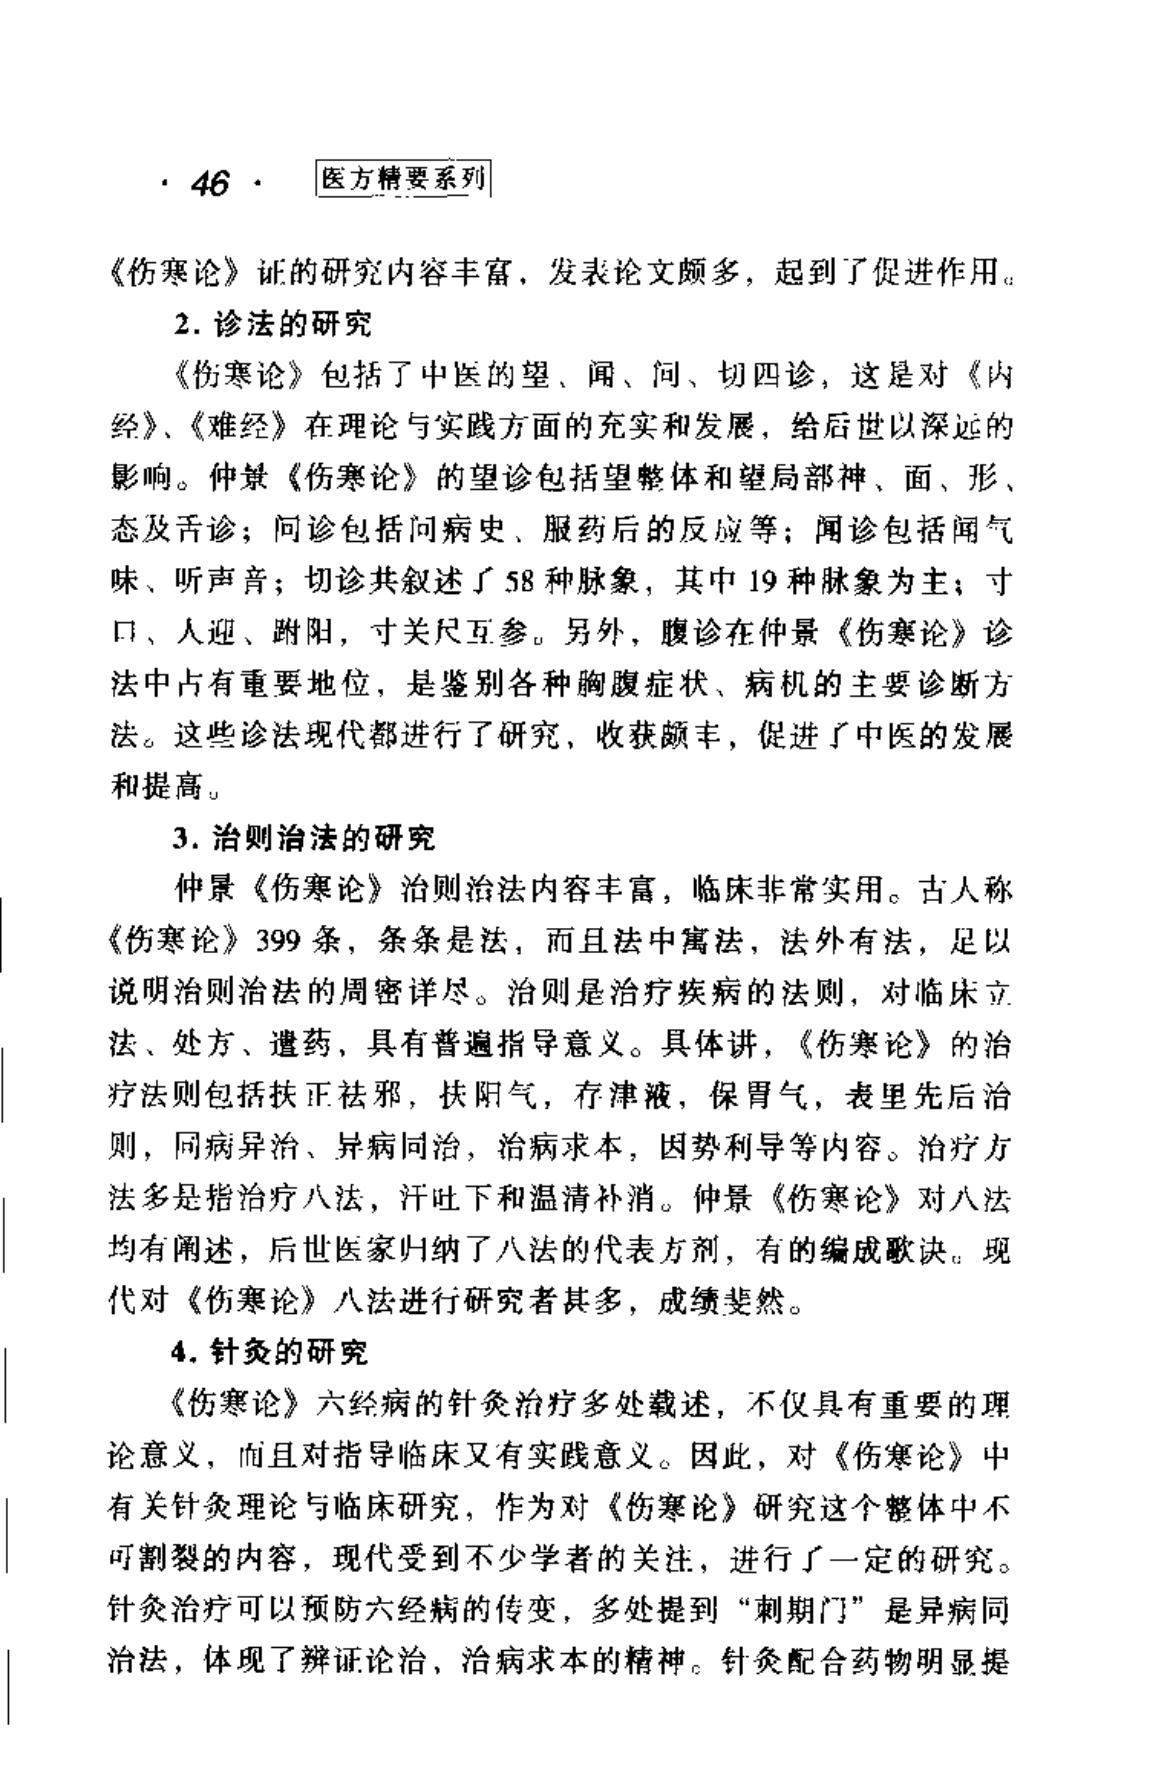 · 46 · 医方精要系列
《伤寒论》证的研究内容丰富，发表论文颇多，起到了促进作用。
2. 诊法的研究
《伤寒论》包括了中医的望、闻、问、切四诊，这是对《内
经》、《难经》在理论与实践方面的充实和发展，给后世以深远的
影响。仲景《伤寒论》的望诊包括望整体和望局部神、面、形、
态及舌诊；问诊包括问病史、服药后的反应等；闻诊包括闻气
味、听声音；切诊共叙述了 58 种脉象，其中 19 种脉象为主；寸
口、人迎、趺阳，寸关尺互参。另外，腹诊在仲景《伤寒论》诊
法中占有重要地位，是鉴别各种胸腹症状、病机的主要诊断方
法。这些诊法现代都进行了研究，收获颇丰，促进了中医的发展
和提高。
3. 治则治法的研究
仲景《伤寒论》治则治法内容丰富，临床非常实用。古人称
《伤寒论》399 条，条条是法，而且法中寓法，法外有法，足以
说明治则治法的周密详尽。治则是治疗疾病的法则，对临床立
法、处方、遣药，具有普遍指导意义。具体讲，《伤寒论》的治
疗法则包括扶正祛邪，扶阳气，存津液，保胃气，表里先后治
则，同病异治、异病同治，治病求本，因势利导等内容。治疗方
法多是指治疗八法，汗吐下和温清补消。仲景《伤寒论》对八法
均有阐述，后世医家归纳了八法的代表方剂，有的编成歌诀。现
代对《伤寒论》八法进行研究者甚多，成绩斐然。
4. 针灸的研究
《伤寒论》六经病的针灸治疗多处载述，不仅具有重要的理
论意义，而且对指导临床又有实践意义。因此，对《伤寒论》中
有关针灸理论与临床研究，作为对《伤寒论》研究这个整体中不
可割裂的内容，现代受到不少学者的关注，进行了一定的研究。
针灸治疗可以预防六经病的传变，多处提到“刺期门”是异病同
治法，体现了辨证论治，治病求本的精神。针灸配合药物明显提